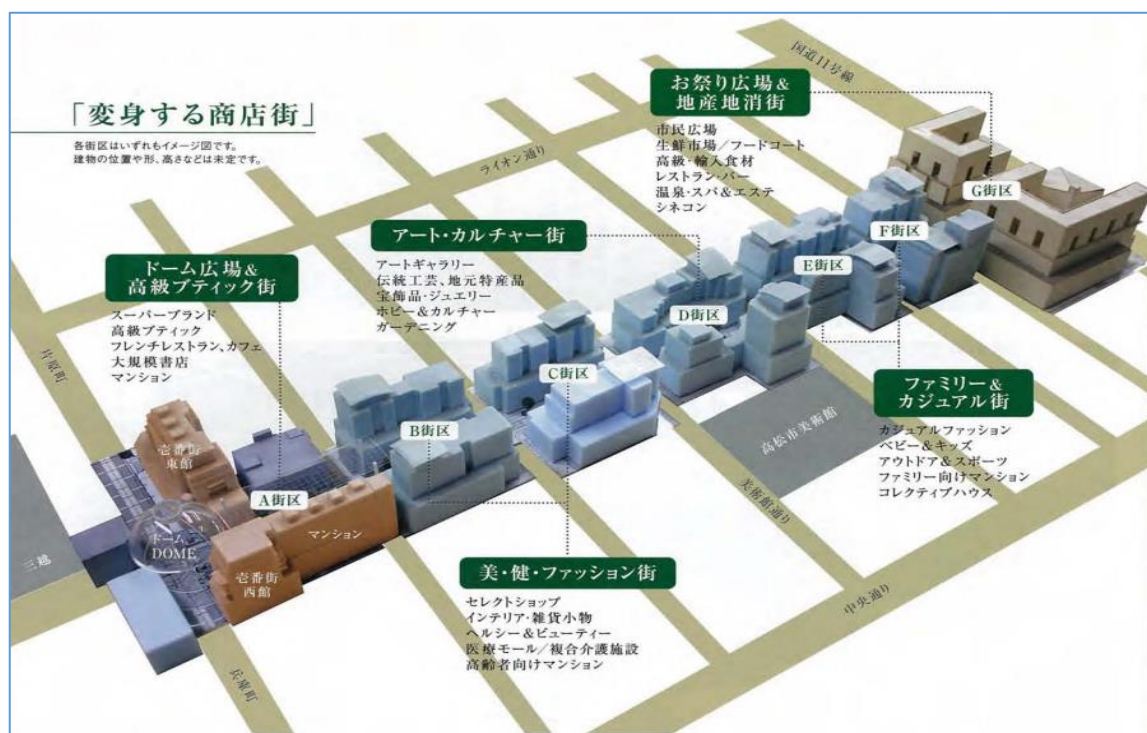 「変身する商店街」
各街区はいずれもイメージ図です。
建物の位置や形、高さなどは未定です。
国道11号線
お祭り広場&
地産地消街
市民広場
生鮮市場/フードコート
高級・輸入食材
レストラン・バー
温泉・スパ&エステ
シネコン
G街区
ライオン通り
F街区
アート・カルチャー街
アートギャラリー
伝統工芸、地元特産品
宝飾品・ジュエリー
ホビー&カルチャー
ガーデニング
E街区
ドーム広場&
高級ブティック街
スーパーブランド
高級ブティック
フレンチレストラン、カフェ
大規模書店
マンション
D街区
片原町
C街区
ファミリー&
カジュアル街
カジュアルファッション
ベビー&キッズ
アウトドア&スポーツ
ファミリー向けマンション
コレクティブハウス
高松市美術館
B街区
壱番街
東館
A街区
美術館通り
ドーム
DOME
マンション
三越
壱番街
西館
美・健・ファッション街
セレクトショップ
インテリア・雑貨小物
ヘルシー&ビューティー
医療モール/複合介護施設
高齢者向けマンション
中央通り
兵庫町